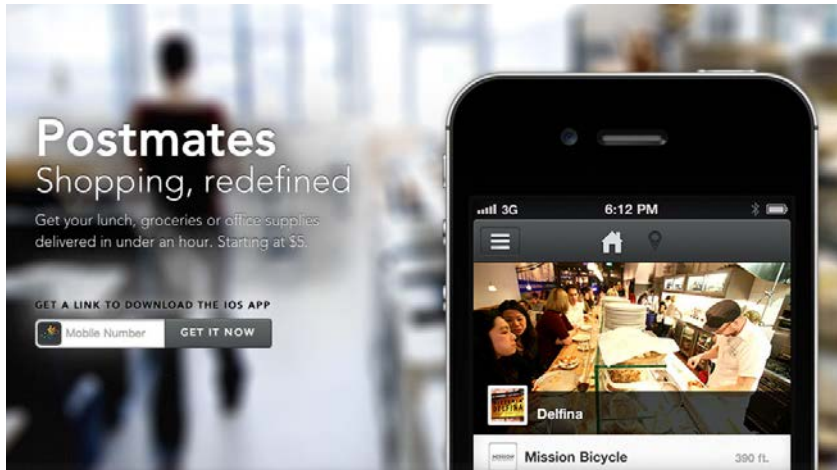 Postmates
Shopping, redefined
Get your lunch, groceries or office supplies
delivered in under an hour. Starting at $5.
GET A LINK TO DOWNLOAD THE IOS APP
Mobile Number
GET IT NOW
3G
6:12 PM
DELFINA
Delfina
MISSION
Mission Bicycle
390 ft.